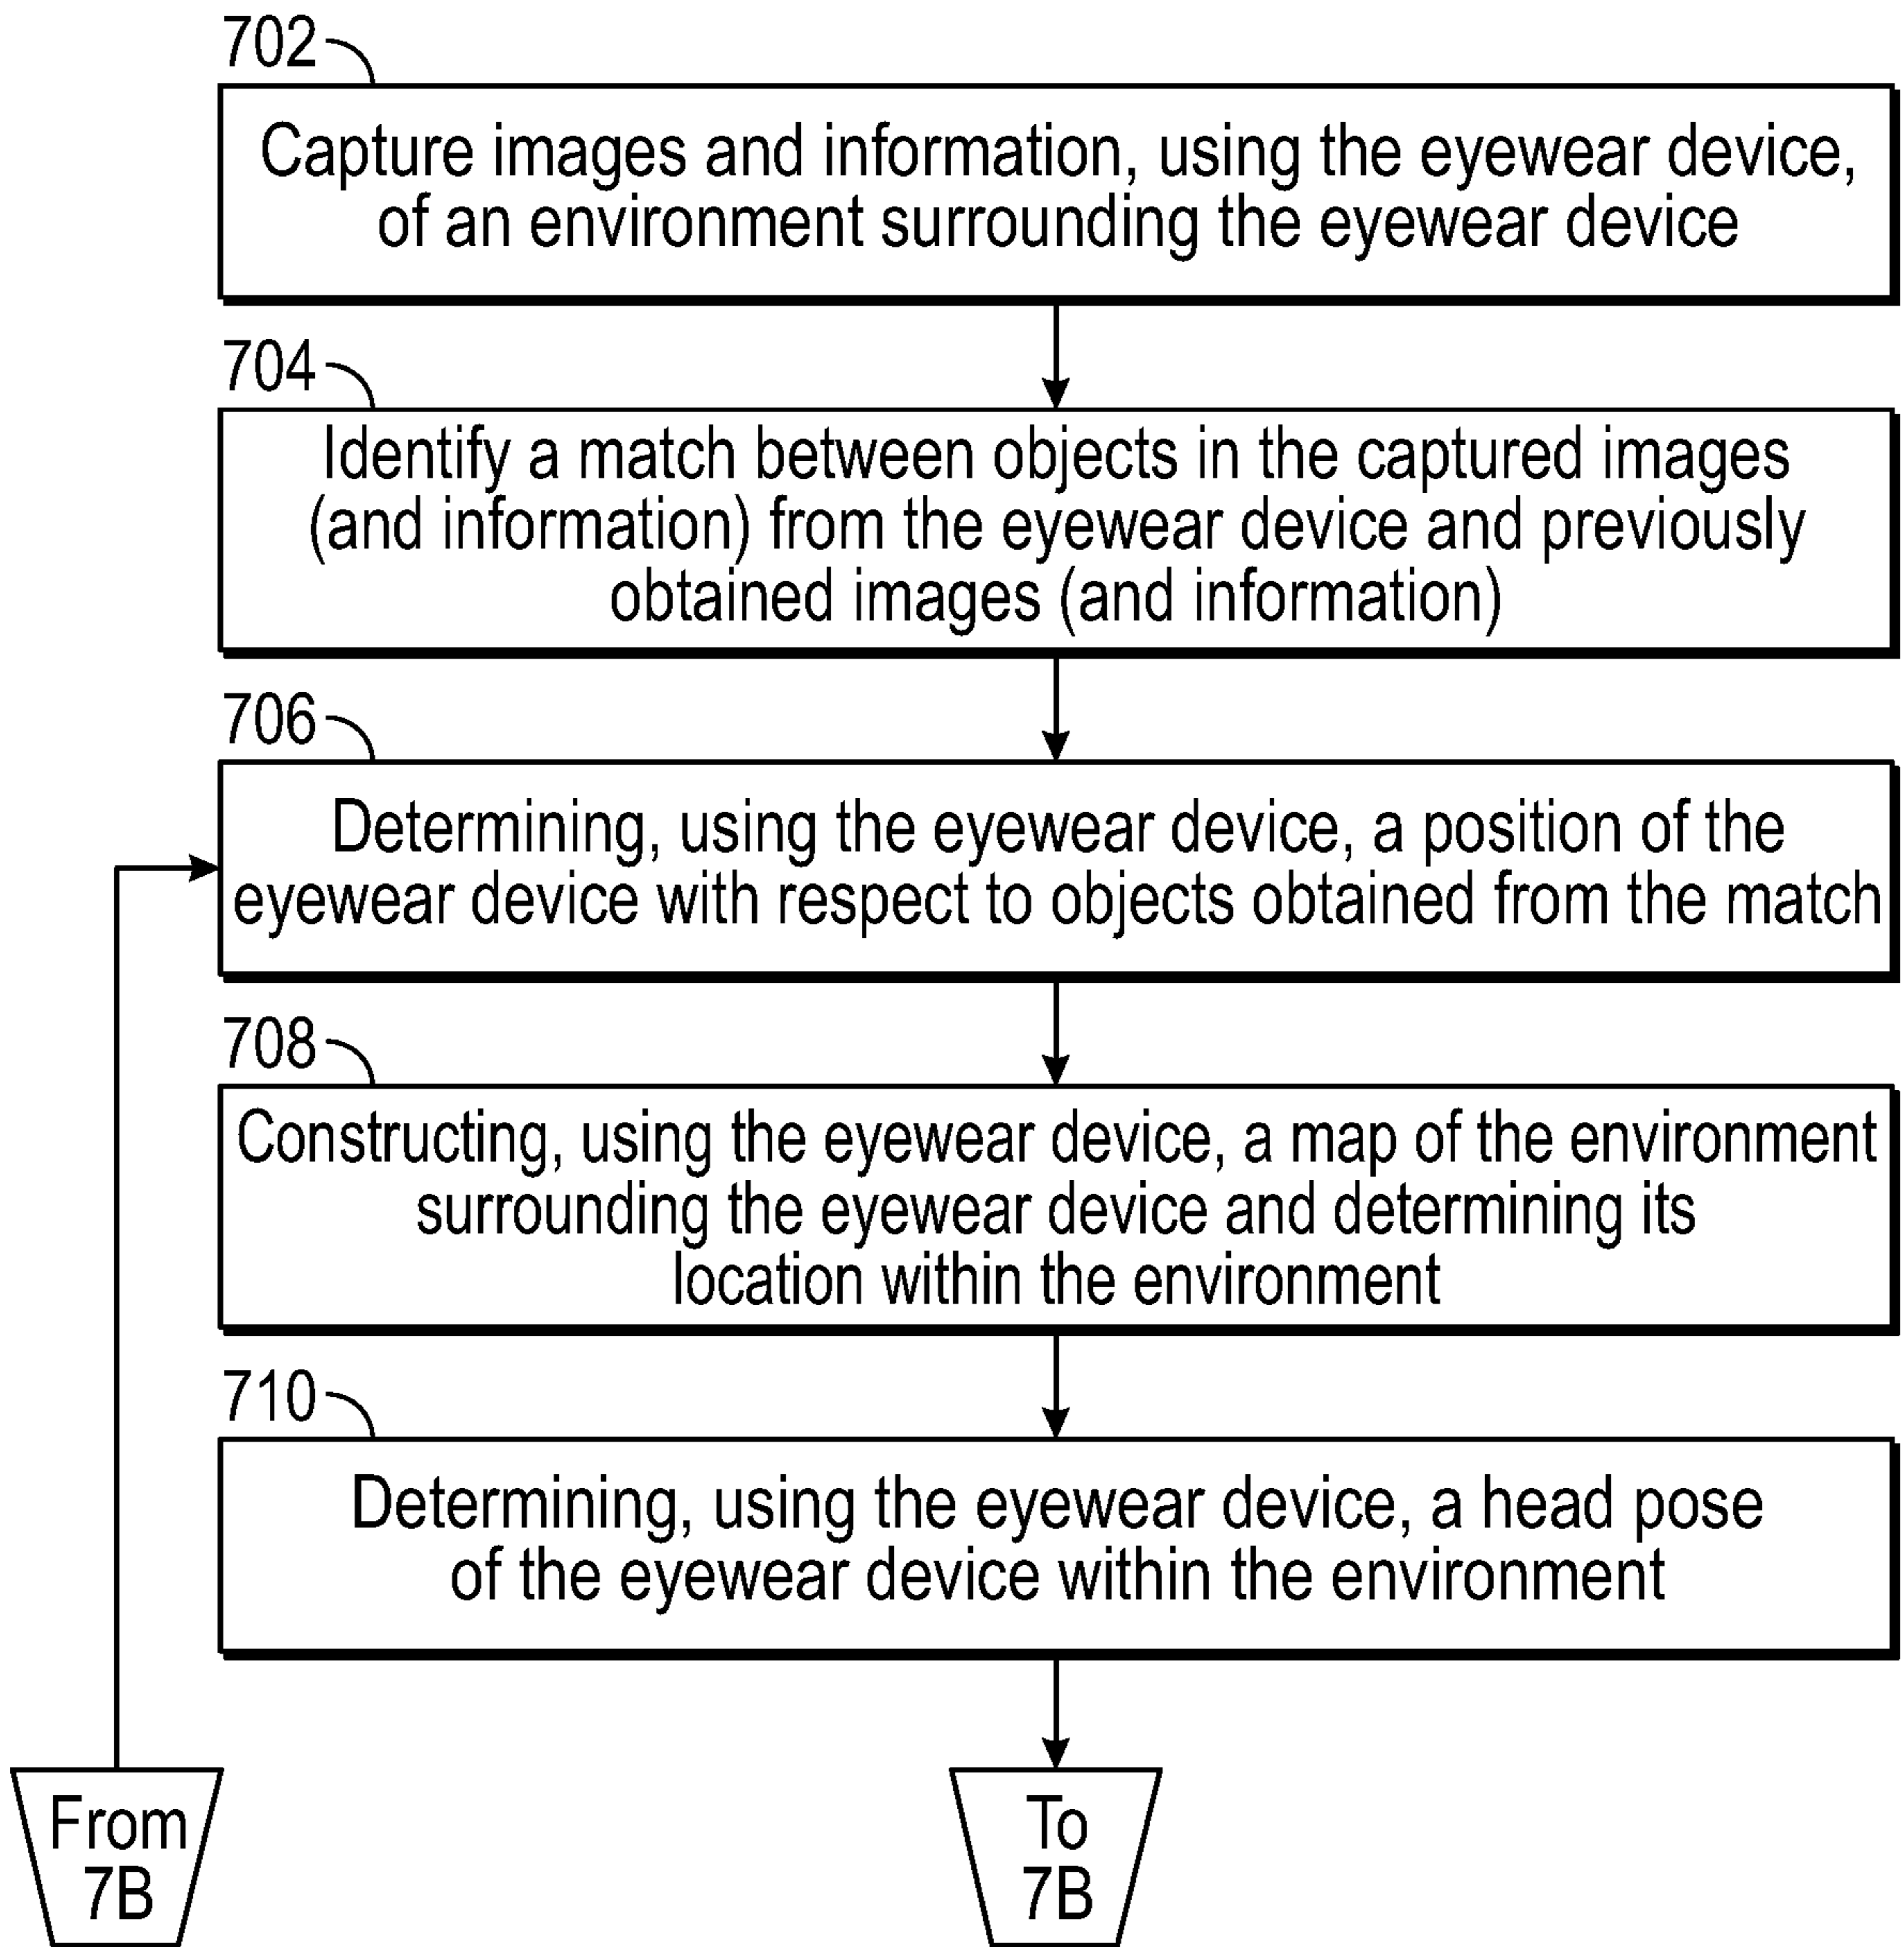 702
Capture images and information, using the eyewear device,
of an environment surrounding the eyewear device
704
Identify a match between objects in the captured images
(and information) from the eyewear device and previously
obtained images (and information)
706
Determining, using the eyewear device, a position of the
eyewear device with respect to objects obtained from the match
708
Constructing, using the eyewear device, a map of the environment
surrounding the eyewear device and determining its
location within the environment
710
Determining, using the eyewear device, a head pose
of the eyewear device within the environment
From
7B
To
7B